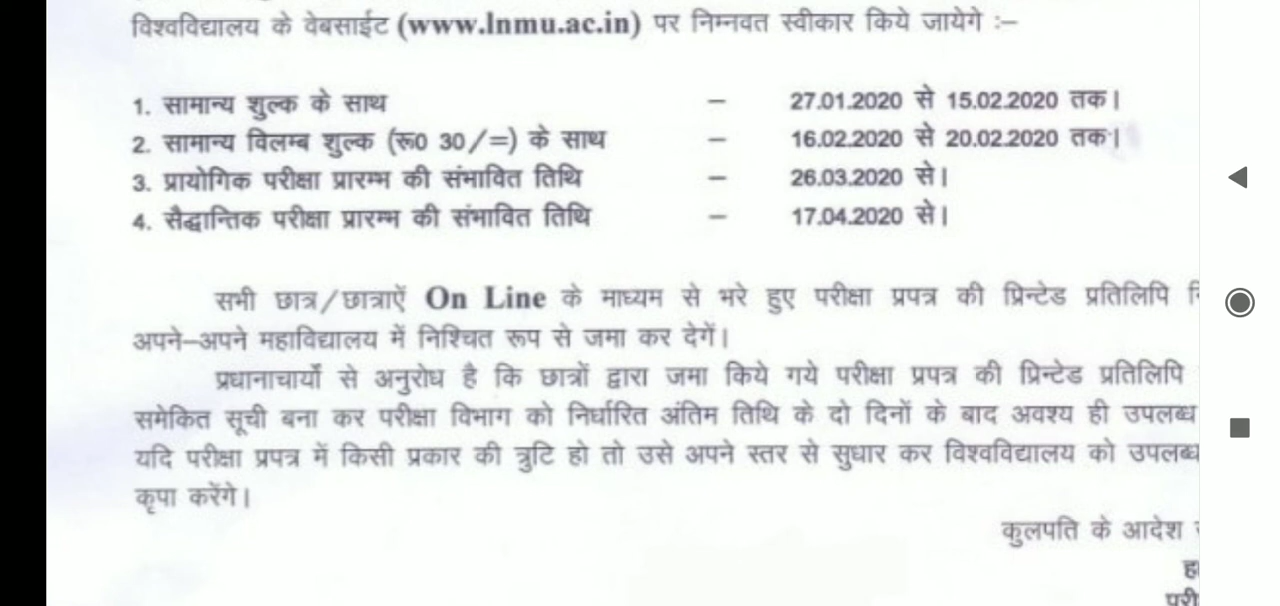 विश्वविद्यालय के वेबसाईट (www.lnmu.ac.in) पर निम्नवत स्वीकार किये जायेगे :–
1. सामान्य शुल्क के साथ – 27.01.2020 से 15.02.2020 तक।
2. सामान्य विलम्ब शुल्क (रू0 30/=) के साथ – 16.02.2020 से 20.02.2020 तक।
3. प्रायोगिक परीक्षा प्रारम्भ की संभावित तिथि – 26.03.2020 से।
4. सैद्धान्तिक परीक्षा प्रारम्भ की संभावित तिथि – 17.04.2020 से।
सभी छात्र/छात्राऐं On Line के माध्यम से भरे हुए परीक्षा प्रपत्र की प्रिन्टेड प्रतिलिपि
अपने–अपने महाविद्यालय में निश्चित रूप से जमा कर देगें।
प्रधानाचार्यों से अनुरोध है कि छात्रों द्वारा जमा किये गये परीक्षा प्रपत्र की प्रिन्टेड प्रतिलिपि
समेकित सूची बना कर परीक्षा विभाग को निर्धारित अंतिम तिथि के दो दिनों के बाद अवश्य ही उपलब्ध
यदि परीक्षा प्रपत्र में किसी प्रकार की त्रुटि हो तो उसे अपने स्तर से सुधार कर विश्वविद्यालय को उपलब्ध
कृपा करेंगे।
कुलपति के आदेश